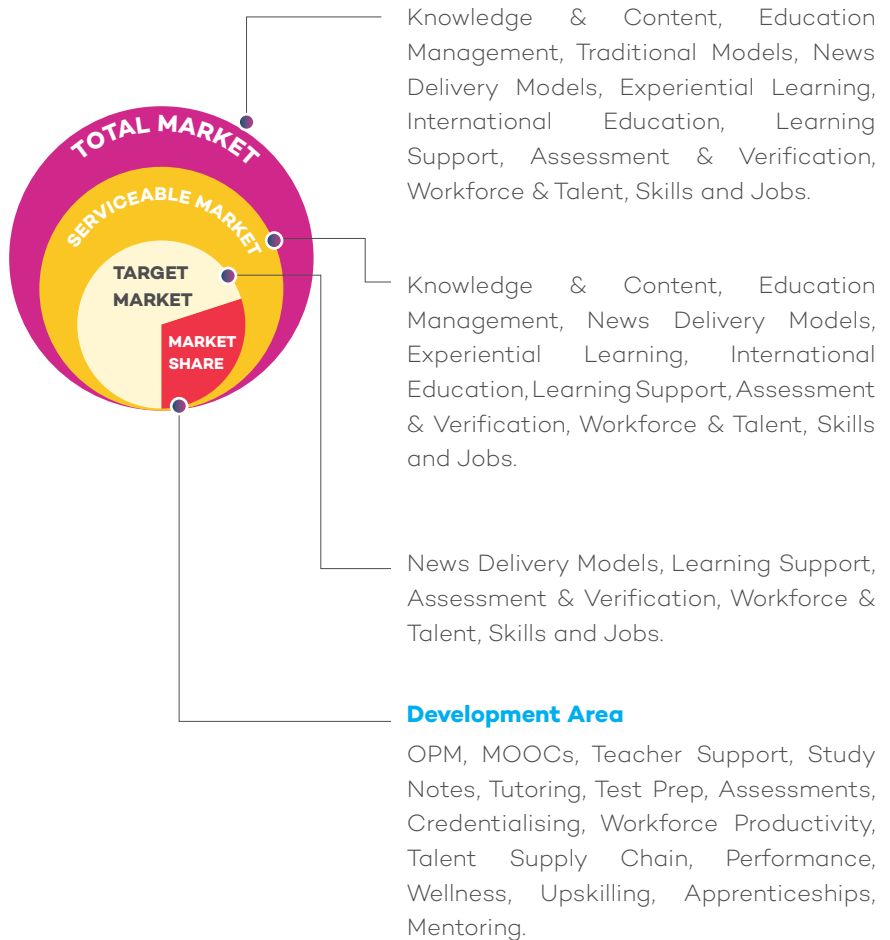 TOTAL MARKET
SERVICEABLE MARKET
TARGET
MARKET
MARKET
SHARE
Knowledge & Content, Education
Management, Traditional Models, News
Delivery Models, Experiential Learning,
International Education, Learning
Support, Assessment & Verification,
Workforce & Talent, Skills and Jobs.
Knowledge & Content, Education
Management, News Delivery Models,
Experiential Learning, International
Education, Learning Support, Assessment
& Verification, Workforce & Talent, Skills
and Jobs.
News Delivery Models, Learning Support,
Assessment & Verification, Workforce &
Talent, Skills and Jobs.
Development Area
OPM, MOOCs, Teacher Support, Study
Notes, Tutoring, Test Prep, Assessments,
Credentialising, Workforce Productivity,
Talent Supply Chain, Performance,
Wellness, Upskilling, Apprenticeships,
Mentoring.